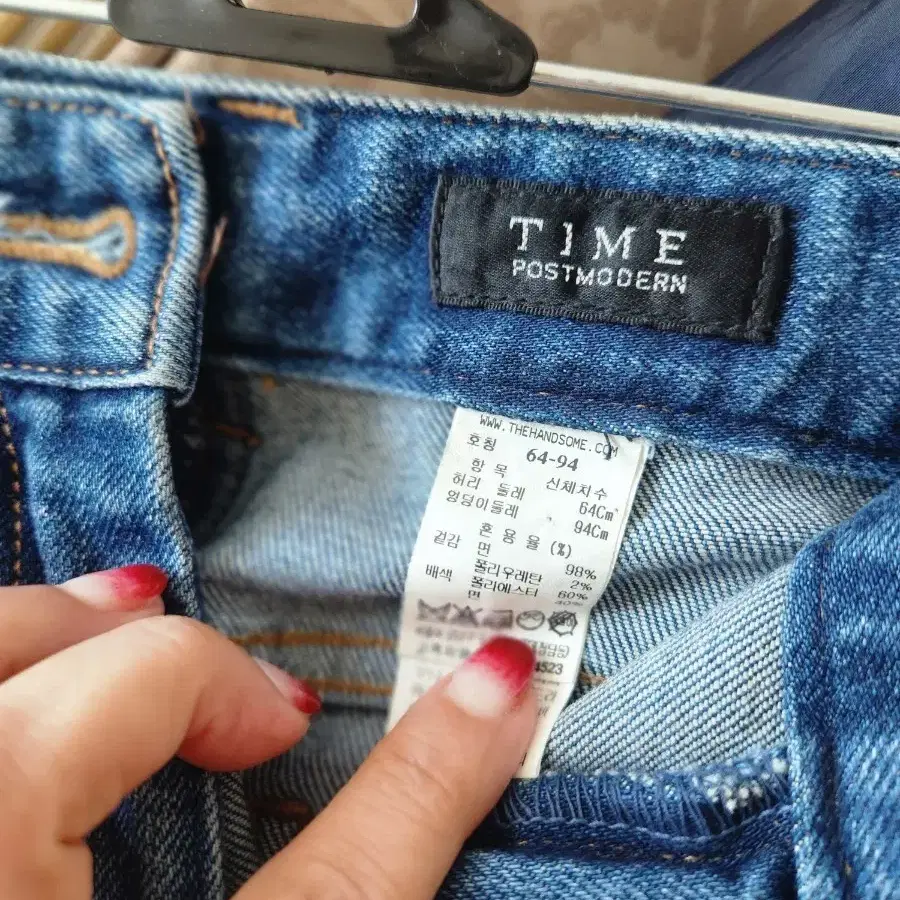 TIME
POSTMODERN
WWW.THEHANDSOME.COM
호칭 64-94
항 목 신체치수
허리 둘레 64Cm
엉덩이둘레 94Cm
혼 용 율 (%)
겉감 면 98%
폴리우레탄 2%
배색 폴리에스터 60%
면 40%
4523